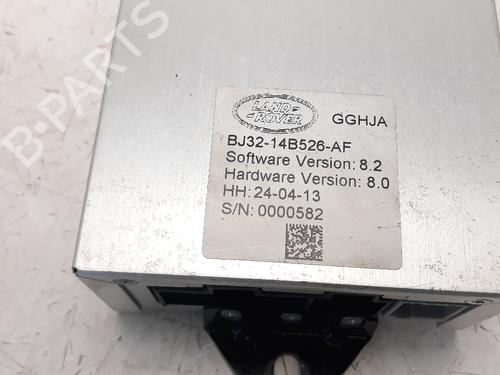 LAND
ROVER
GGHJA
BJ32-14B526-AF
Software Version: 8.2
Hardware Version: 8.0
HH: 24-04-13
S/N: 0000582